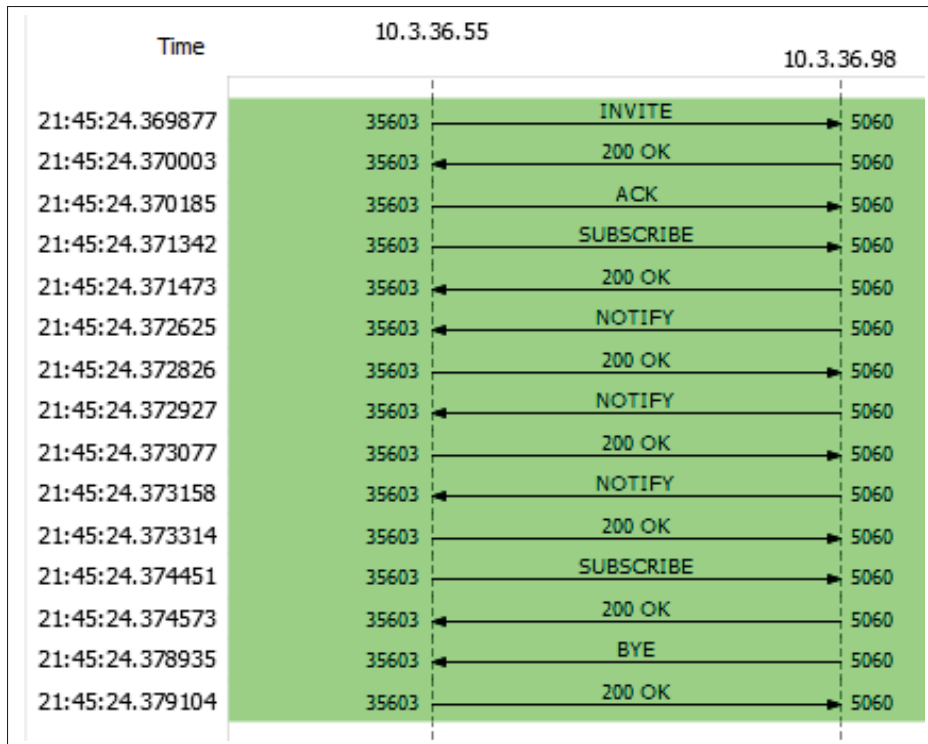 Time 10.3.36.55 10.3.36.98
21:45:24.369877 35603 INVITE 5060
21:45:24.370003 35603 200 OK 5060
21:45:24.370185 35603 ACK 5060
21:45:24.371342 35603 SUBSCRIBE 5060
21:45:24.371473 35603 200 OK 5060
21:45:24.372625 35603 NOTIFY 5060
21:45:24.372826 35603 200 OK 5060
21:45:24.372927 35603 NOTIFY 5060
21:45:24.373077 35603 200 OK 5060
21:45:24.373158 35603 NOTIFY 5060
21:45:24.373314 35603 200 OK 5060
21:45:24.374451 35603 SUBSCRIBE 5060
21:45:24.374573 35603 200 OK 5060
21:45:24.378935 35603 BYE 5060
21:45:24.379104 35603 200 OK 5060